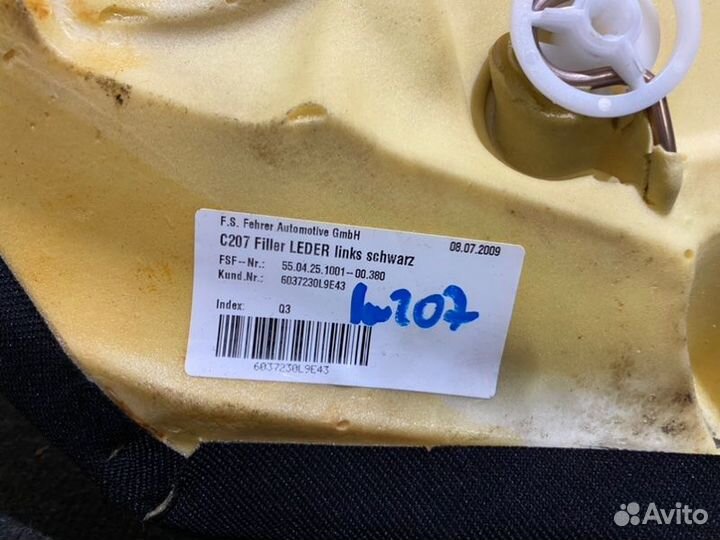 F.S. Fehrer Automotive GmbH
C207 Filler LEDER links schwarz 08.07.2009
FSF-Nr.: 55.04.25.1001-00.380
Kund.Nr.: 6037230L9E43
Index: Q3
6037230L9E43
w207
Avito